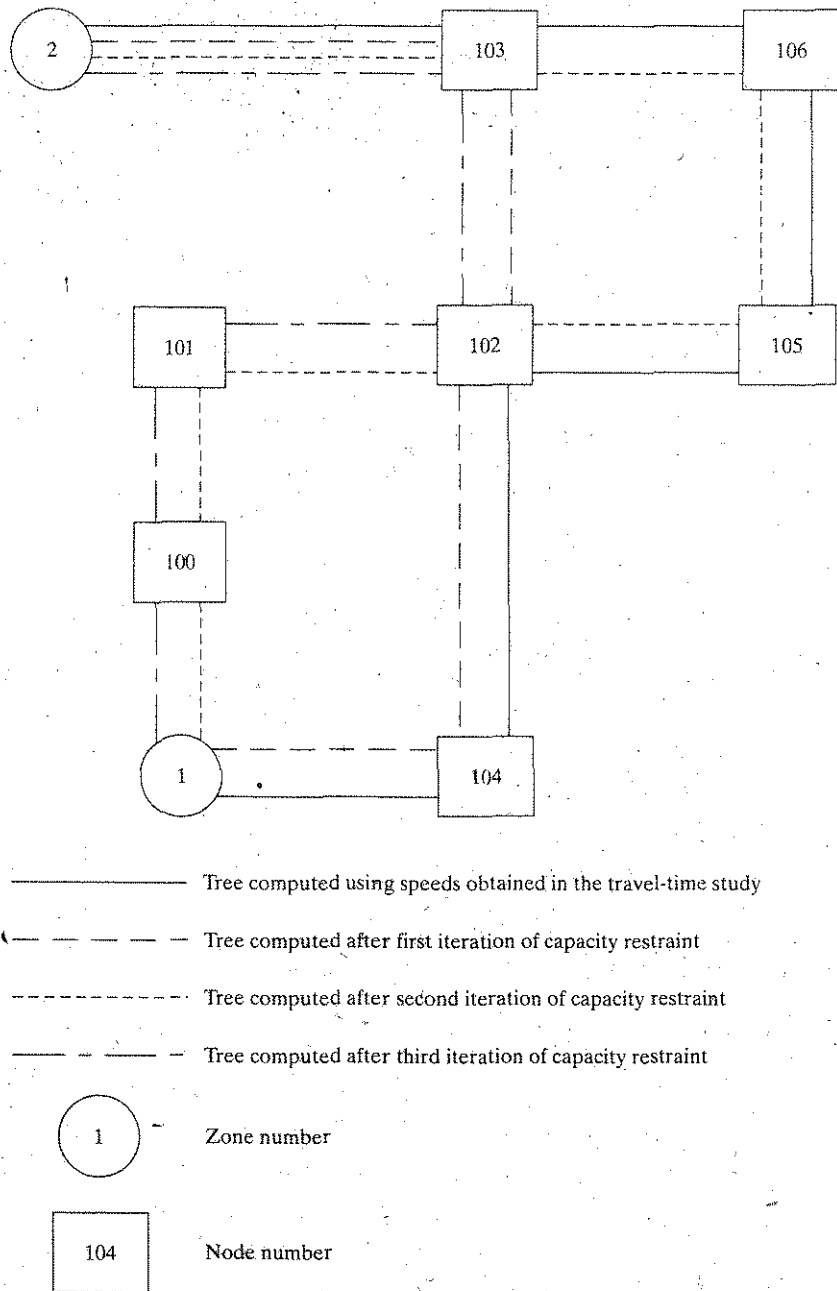 2
103
106
101
102
105
100
1
104
Tree computed using speeds obtained in the travel-time study
Tree computed after first iteration of capacity restraint
Tree computed after second iteration of capacity restraint
Tree computed after third iteration of capacity restraint
1
Zone number
104
Node number